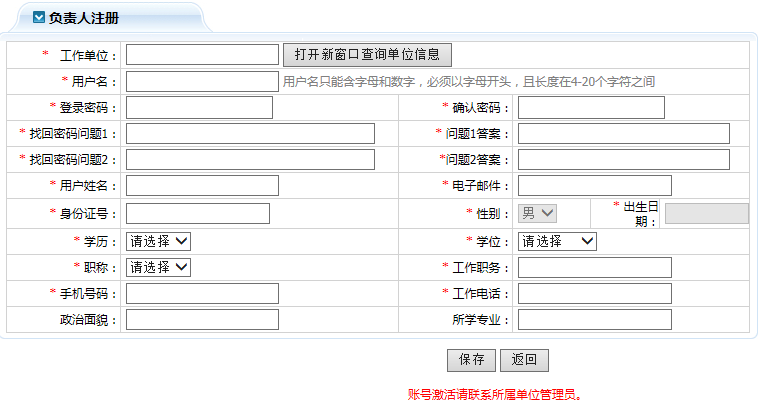 负责人注册
* 工作单位： 打开新窗口查询单位信息
* 用户名： 用户名只能含字母和数字，必须以字母开头，且长度在4-20个字符之间
* 登录密码： * 确认密码：
* 找回密码问题1： * 问题1答案：
* 找回密码问题2： *问题2答案：
* 用户姓名： * 电子邮件：
* 身份证号： * 性别： 男 * 出生日
期：
* 学历： 请选择 * 学位： 请选择
* 职称： 请选择 * 工作职务：
* 手机号码： * 工作电话：
政治面貌： 所学专业：
保存 返回
账号激活请联系所属单位管理员。